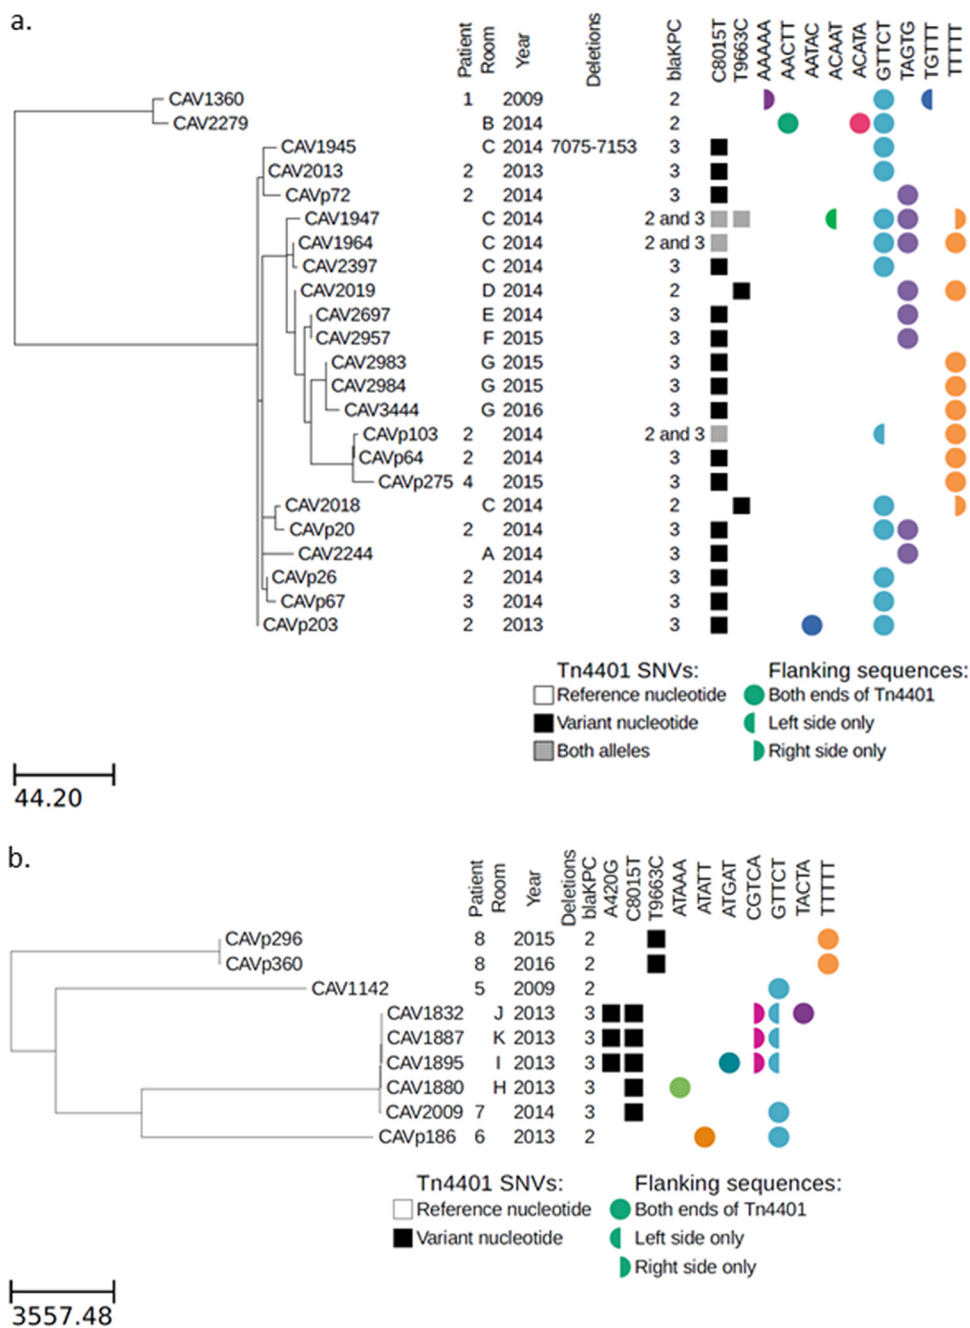 a.
Patient Room Year Deletions blaKPC C8015T T9663C AAAAA AACTT AATAC ACAAT ACATA GTTCT TAGTG TGTTT TTTTT
CAV1360 1 2009 2
CAV2279 B 2014 2
CAV1945 C 2014 7075-7153 3
CAV2013 2 2013 3
CAVp72 2 2014 3
CAV1947 C 2014 2 and 3
CAV1964 C 2014 2 and 3
CAV2397 C 2014 3
CAV2019 D 2014 2
CAV2697 E 2014 3
CAV2957 F 2015 3
CAV2983 G 2015 3
CAV2984 G 2015 3
CAV3444 G 2016 3
CAVp103 2 2014 2 and 3
CAVp64 2 2014 3
CAVp275 4 2015 3
CAV2018 C 2014 2
CAVp20 2 2014 3
CAV2244 A 2014 3
CAVp26 2 2014 3
CAVp67 3 2014 3
CAVp203 2 2013 3
Tn4401 SNVs: Flanking sequences:
Reference nucleotide Both ends of Tn4401
Variant nucleotide Left side only
Both alleles Right side only
44.20
b.
Patient Room Year Deletions blaKPC A420G C8015T T9663C ATAAA ATATT ATGAT CGTCA GTTCT TACTA TTTTT
CAVp296 8 2015 2
CAVp360 8 2016 2
CAV1142 5 2009 2
CAV1832 J 2013 3
CAV1887 K 2013 3
CAV1895 I 2013 3
CAV1880 H 2013 3
CAV2009 7 2014 3
CAVp186 6 2013 2
Tn4401 SNVs: Flanking sequences:
Reference nucleotide Both ends of Tn4401
Variant nucleotide Left side only
Right side only
3557.48